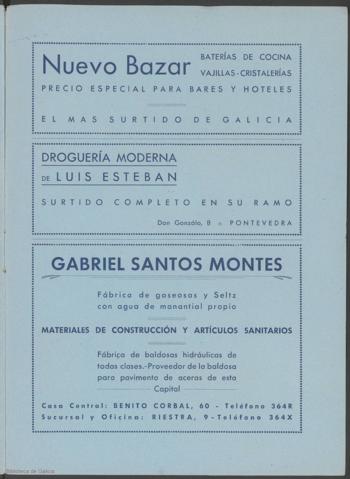 Nuevo Bazar
BATERÍAS DE COCINA
VAJILLAS-CRISTALERÍAS
PRECIO ESPECIAL PARA BARES Y HOTELES
EL MAS SURTIDO DE GALICIA
DROGUERÍA MODERNA
DE LUIS ESTEBAN
SURTIDO COMPLETO EN SU RAMO
Don Gonzálo, 8 - PONTEVEDRA
GABRIEL SANTOS MONTES
Fábrica de gaseosas y Seltz
con agua de manantial propio
MATERIALES DE CONSTRUCCIÓN Y ARTÍCULOS SANITARIOS
Fábrica de baldosas hidráulicas de
todas clases.-Proveedor de la baldosa
para pavimento de aceras de esta
Capital
Casa Central: BENITO CORBAL, 60 - Teléfono 364R
Sucursal y Oficina: RIESTRA, 9-Teléfono 364X
Biblioteca de Galicia